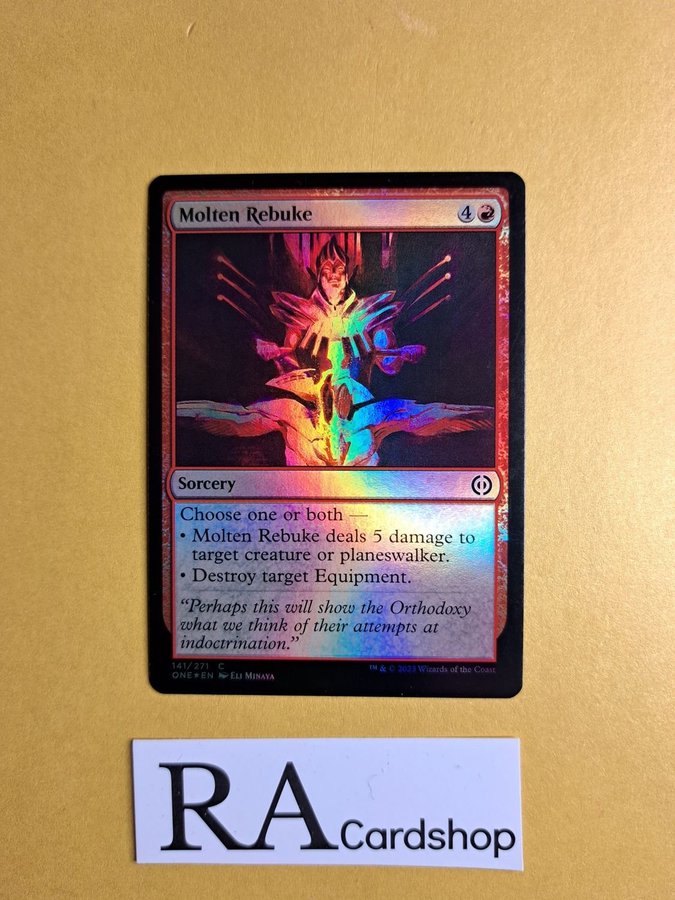 Molten Rebuke 4
Sorcery
Choose one or both —
• Molten Rebuke deals 5 damage to
target creature or planeswalker.
• Destroy target Equipment.
“Perhaps this will show the Orthodoxy
what we think of their attempts at
indoctrination.”
141/271 C
ONE★EN Eli Minaya
™ & © 2023 Wizards of the Coast
RA Cardshop